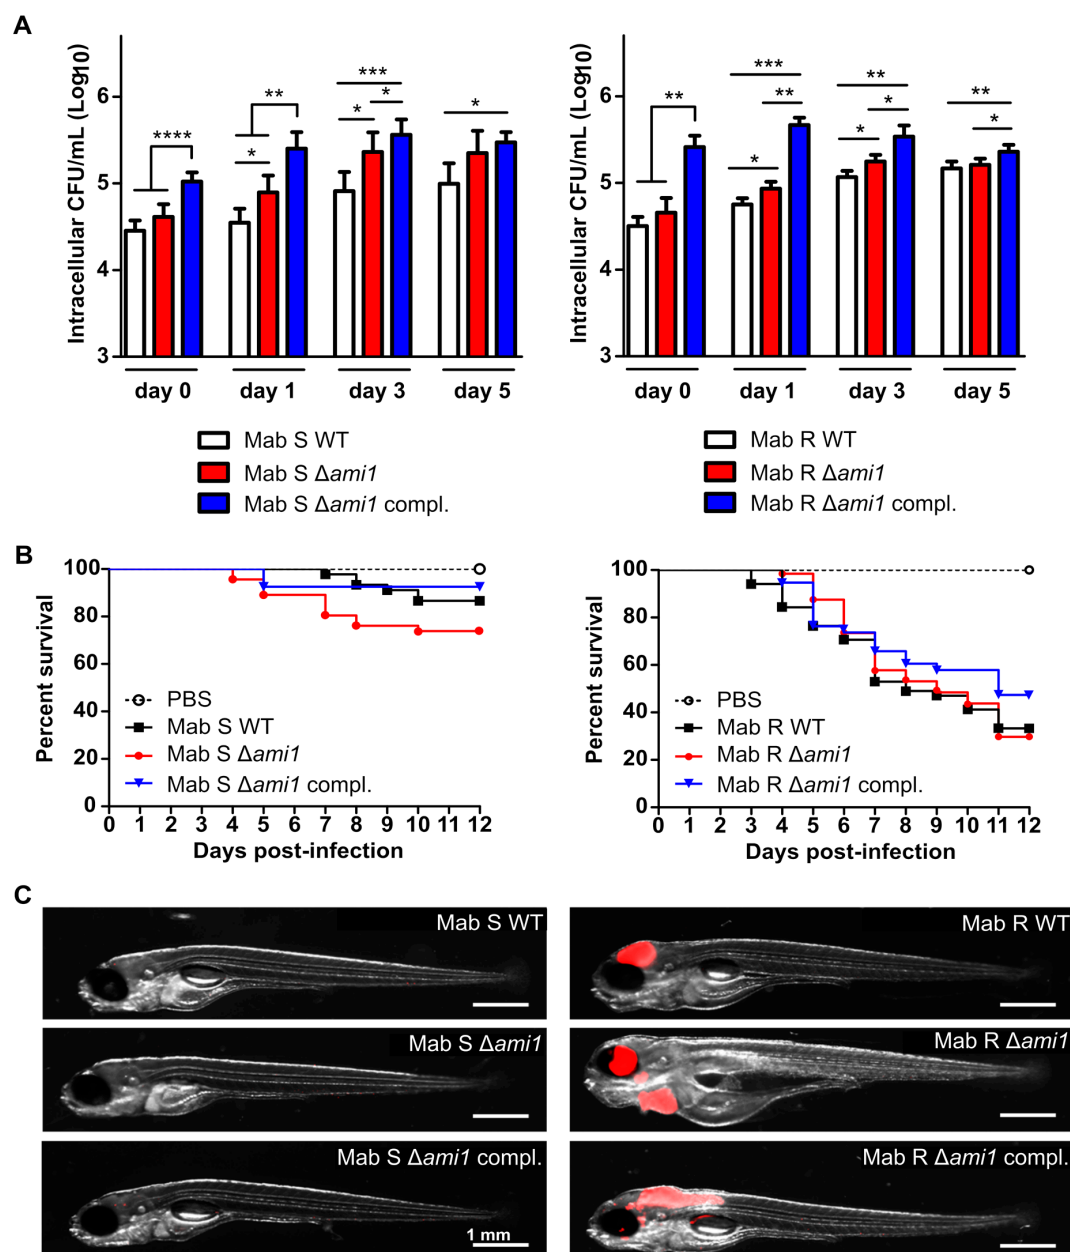 A
Intracellular CFU/mL (Log10)
6
5
4
3
****
*
**
*
***
*
*
day 0 day 1 day 3 day 5
Mab S WT
Mab S Δami1
Mab S Δami1 compl.
Intracellular CFU/mL (Log10)
6
5
4
3
**
***
**
*
**
*
*
**
*
day 0 day 1 day 3 day 5
Mab R WT
Mab R Δami1
Mab R Δami1 compl.
B
Percent survival
100
80
60
40
20
0
PBS
Mab S WT
Mab S Δami1
Mab S Δami1 compl.
0 1 2 3 4 5 6 7 8 9 10 11 12
Days post-infection
Percent survival
100
80
60
40
20
0
PBS
Mab R WT
Mab R Δami1
Mab R Δami1 compl.
0 1 2 3 4 5 6 7 8 9 10 11 12
Days post-infection
C
Mab S WT
Mab R WT
Mab S Δami1
Mab R Δami1
Mab S Δami1 compl.
1 mm
Mab R Δami1 compl.